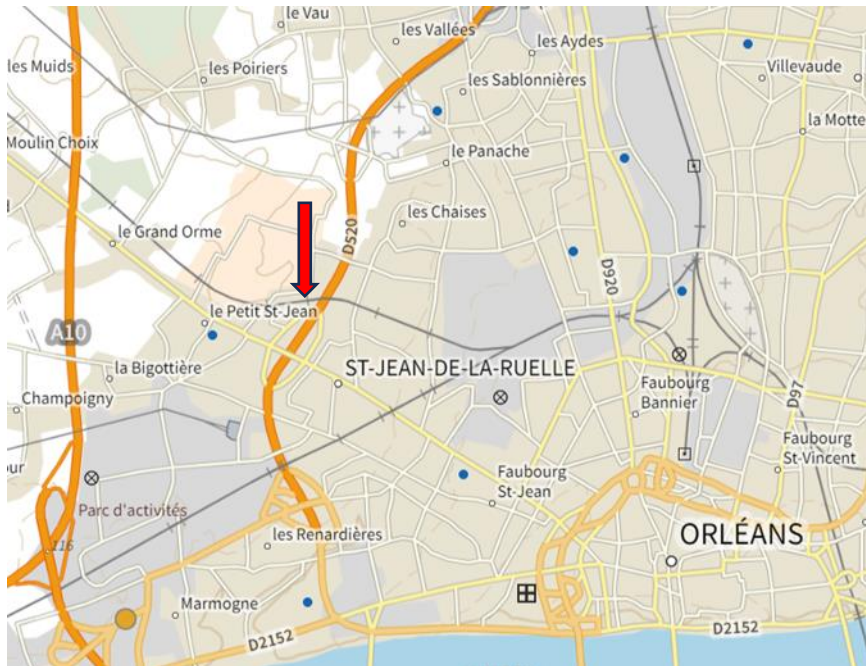 le Vau
les Vallées
les Aydes
les Muids
les Poiriers
Villevaude
les Sablonnières
la Motte
Moulin Choix
le Panache
les Chaises
le Grand Orme
D520
D920
le Petit St-Jean
A10
la Bigottière
ST-JEAN-DE-LA-RUELLE
Faubourg
Bannier
D97
Champoigny
Faubourg
St-Vincent
Faubourg
St-Jean
our
Parc d'activités
les Renardières
ORLÉANS
116
Marmogne
D2152
D2152